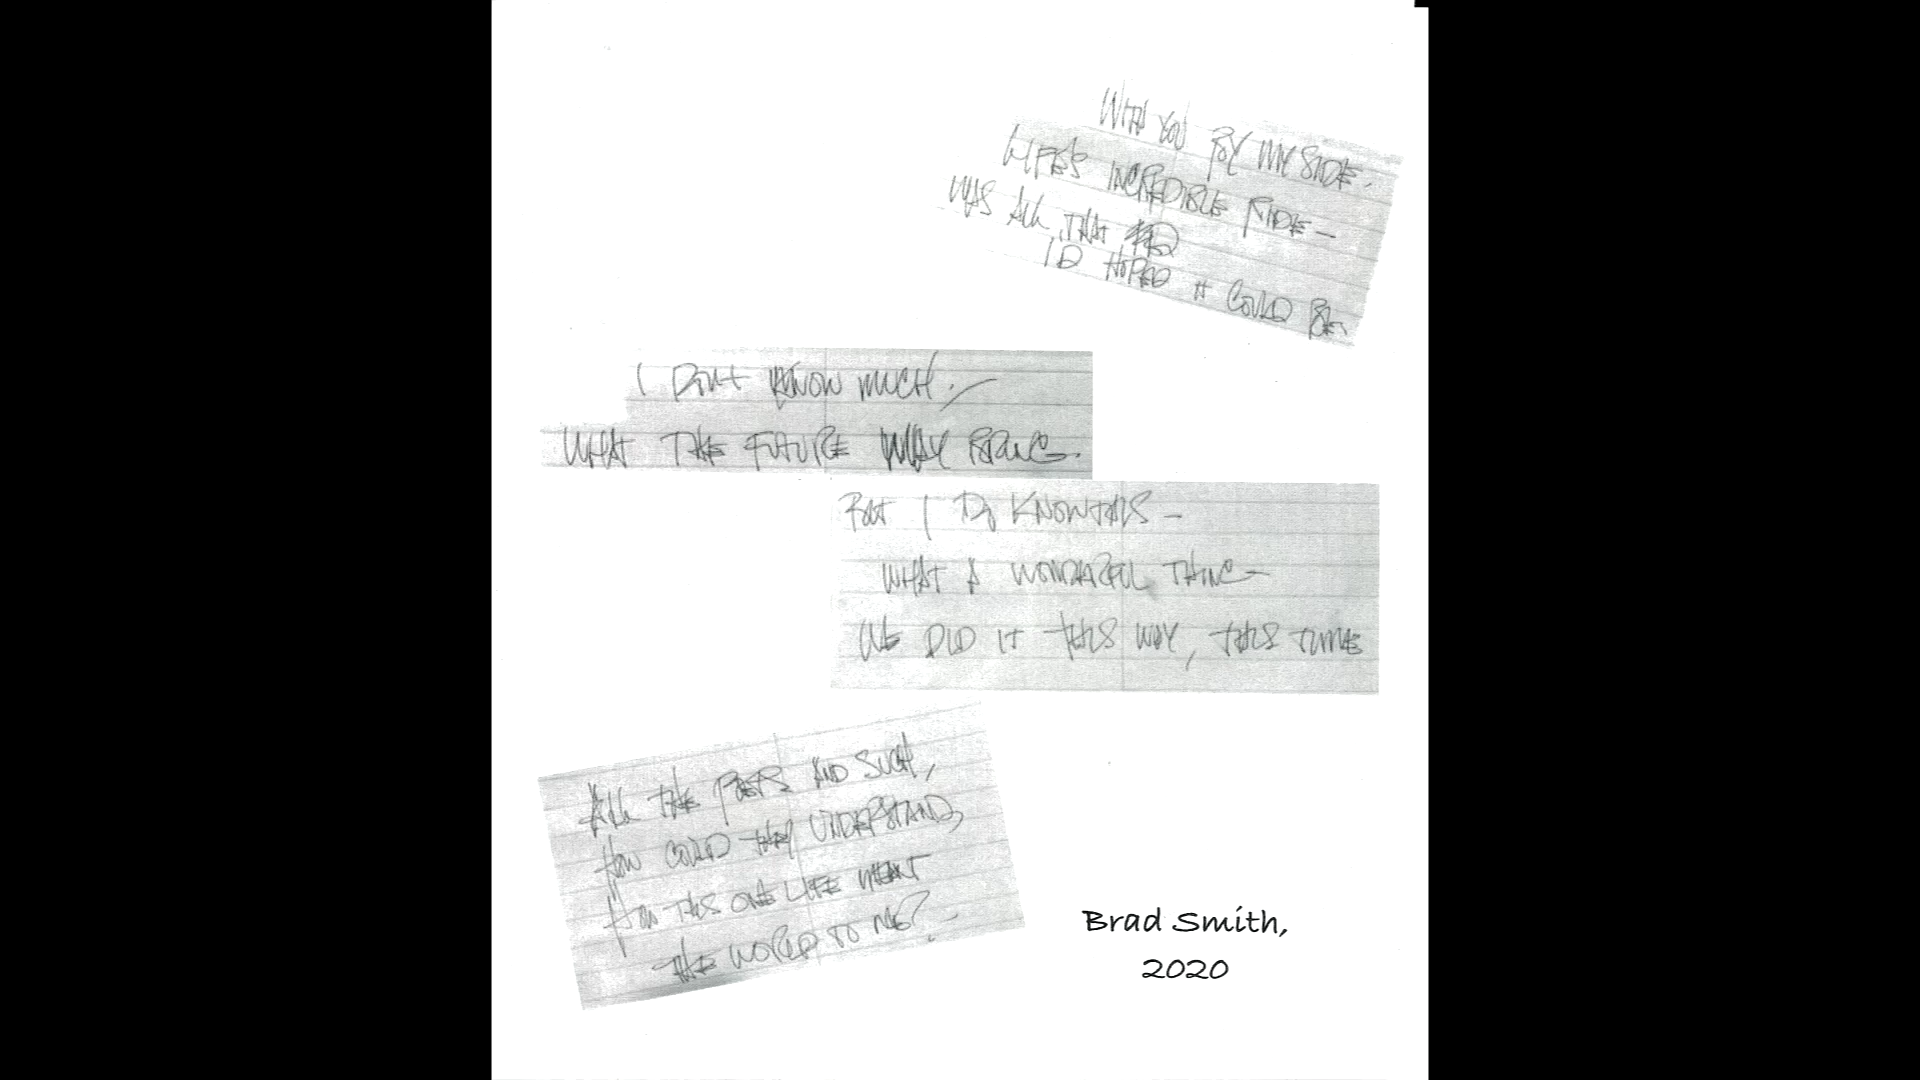 WITH YOU BY MY SIDE.
LIFE'S INCREDIBLE RIDE—
WAS ALL THAT
I'D HOPED IT COULD BE.
I DON'T KNOW MUCH.—
WHAT THE FUTURE MAY BRING.
BUT I DO KNOW THIS —
WHAT A WONDERFUL THING—
WE DID IT THIS WAY, THIS TIME
ALL THE POETS AND SUCH,
HOW COULD THEY UNDERSTAND,
HOW THIS ONE LIFE MEANT
THE WORLD TO ME?
Brad Smith,
2020